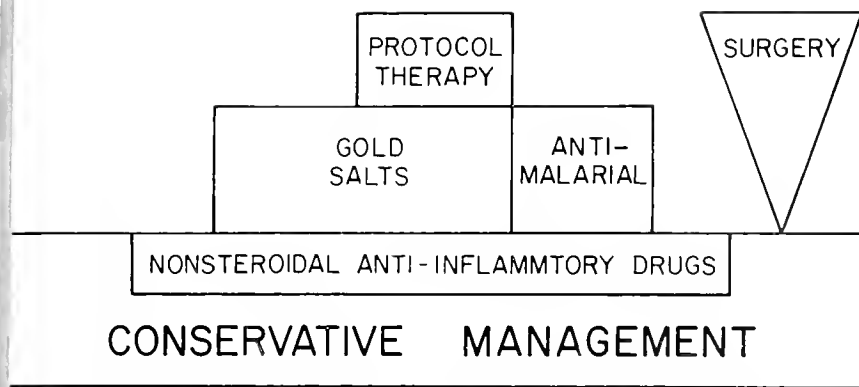 PROTOCOL
THERAPY
SURGERY
GOLD
SALTS
ANTI-
MALARIAL
NONSTEROIDAL ANTI-INFLAMMTORY DRUGS
CONSERVATIVE MANAGEMENT